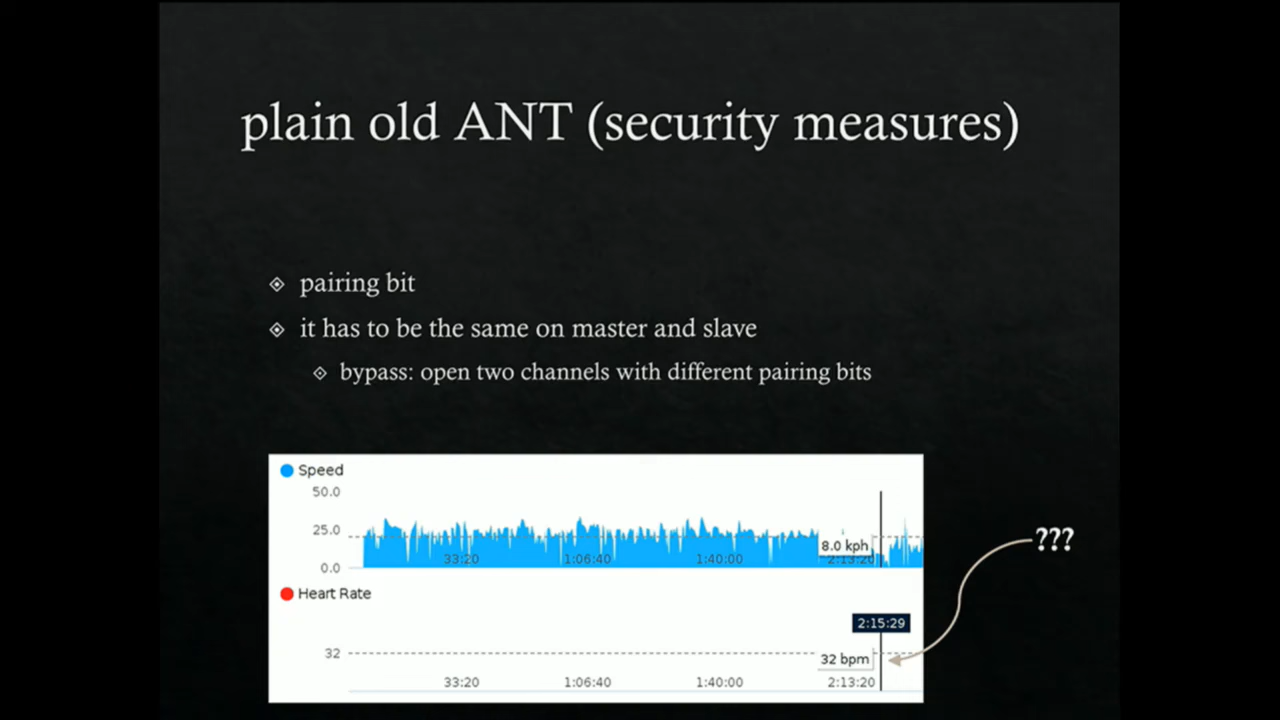 plain old ANT (security measures)
pairing bit
it has to be the same on master and slave
bypass: open two channels with different pairing bits
Speed
50.0
25.0
8.0 kph
33:20 1:06:40 1:40:00 2:13:20
0.0
???
Heart Rate
2:15:29
32
32 bpm
33:20 1:06:40 1:40:00 2:13:20